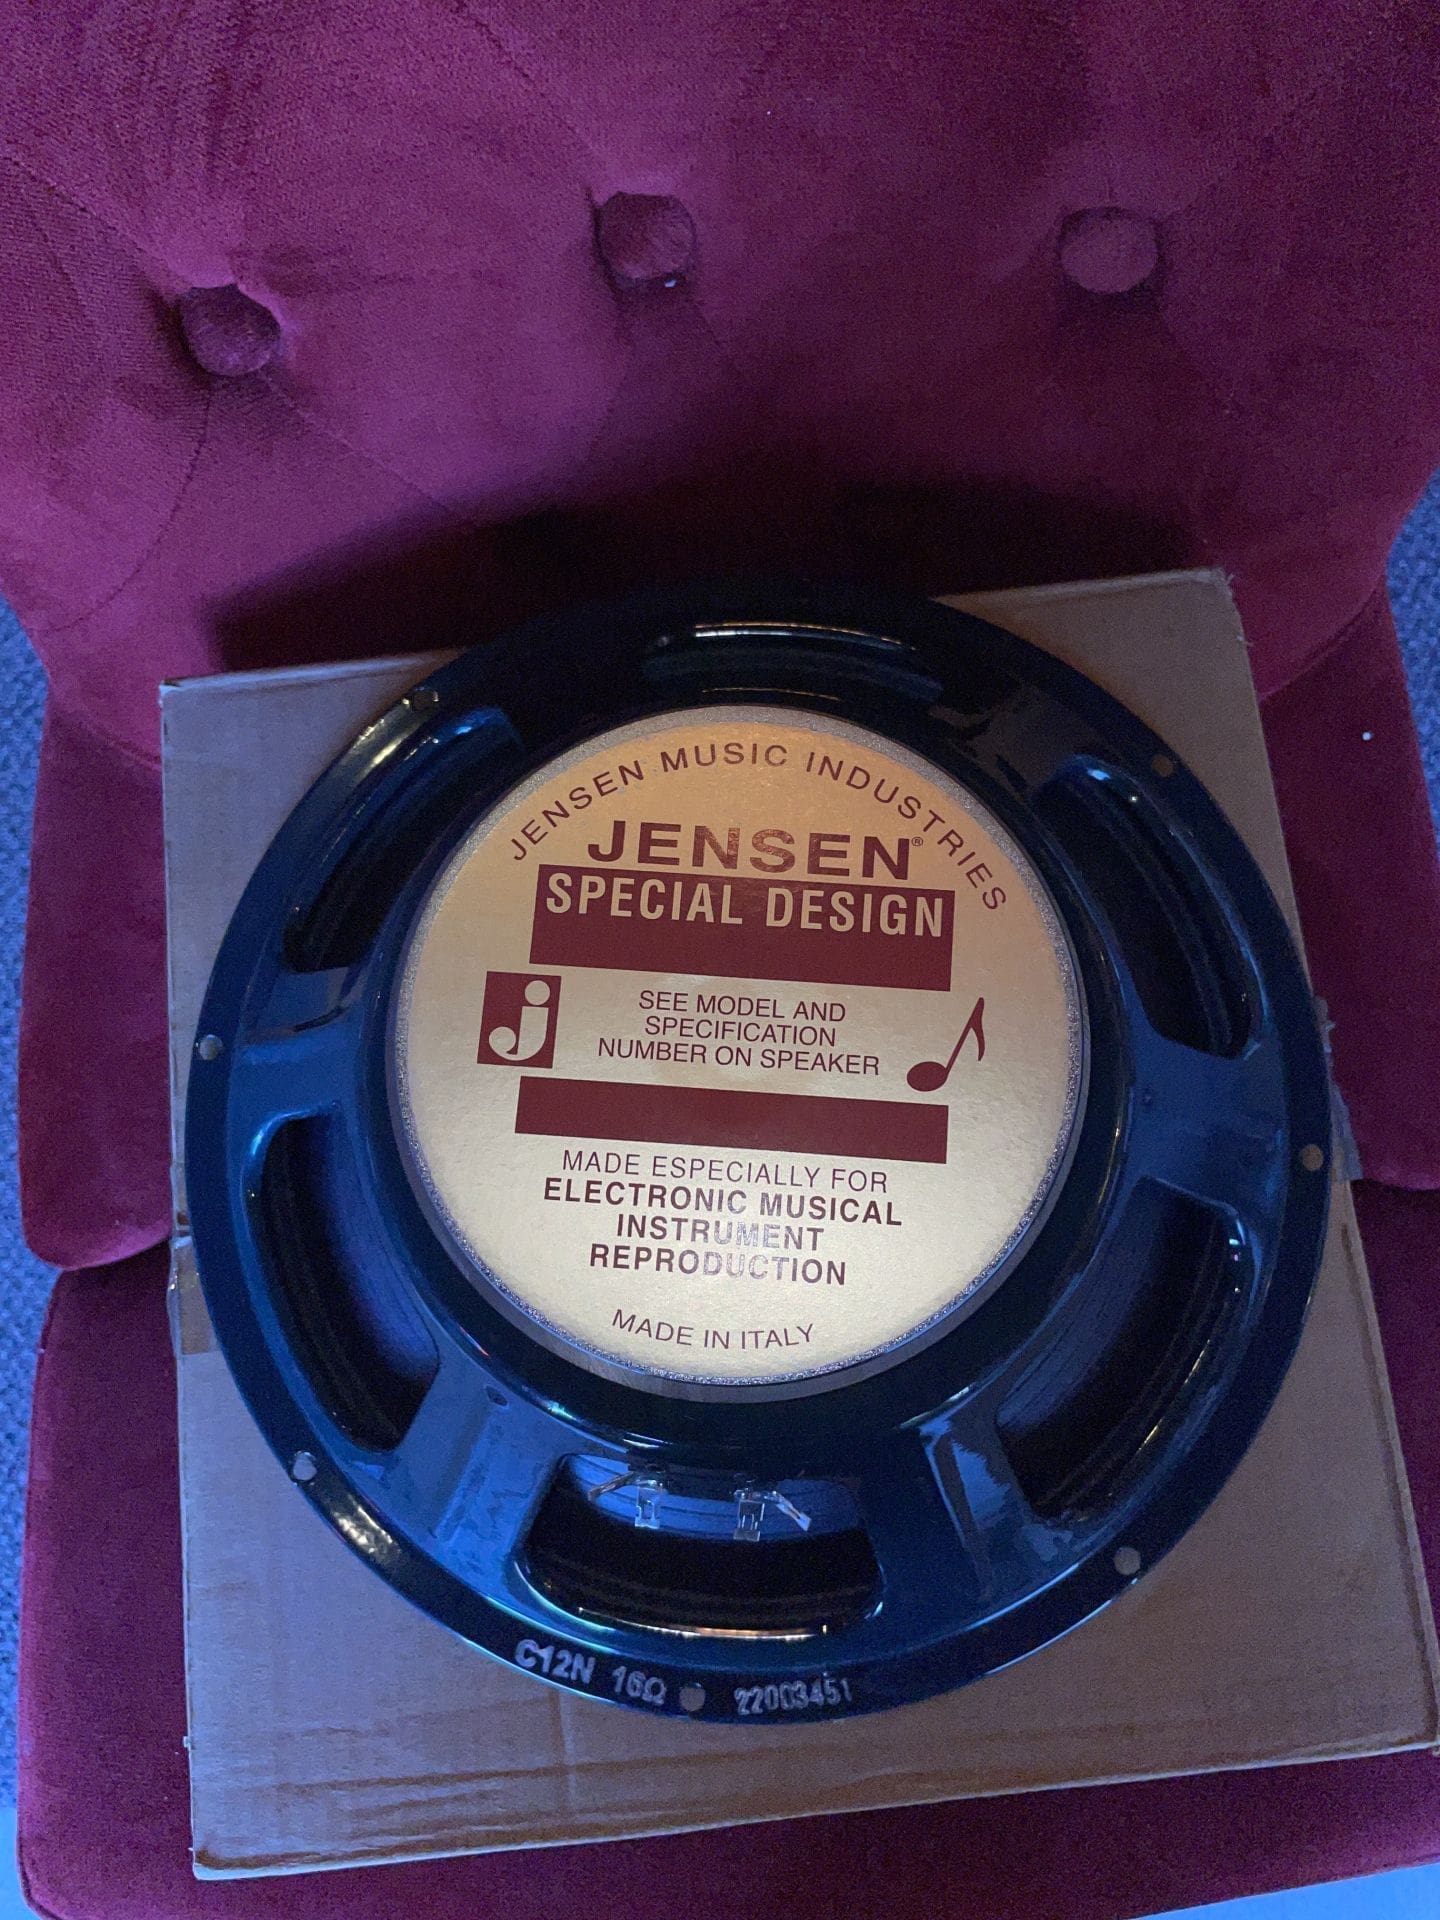 JENSEN MUSIC INDUSTRIES
JENSEN®
SPECIAL DESIGN
j
SEE MODEL AND
SPECIFICATION
NUMBER ON SPEAKER
MADE ESPECIALLY FOR
ELECTRONIC MUSICAL
INSTRUMENT
REPRODUCTION
MADE IN ITALY
C12N 16Ω 22003451